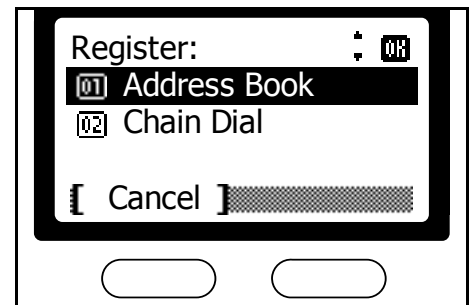 Register: OK
01 Address Book
02 Chain Dial
[ Cancel ]